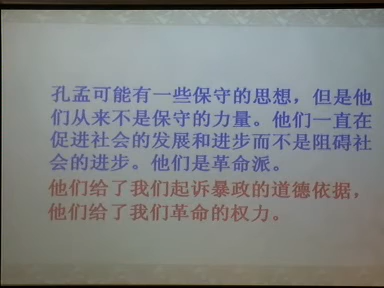 孔孟可能有一些保守的思想，但是他
们从来不是保守的力量。他们一直在
促进社会的发展和进步而不是阻碍社
会的进步。他们是革命派。
他们给了我们起诉暴政的道德依据，
他们给了我们革命的权力。